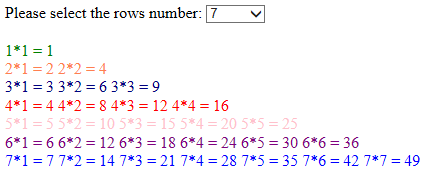 Please select the rows number: 7
1*1 = 1
2*1 = 2 2*2 = 4
3*1 = 3 3*2 = 6 3*3 = 9
4*1 = 4 4*2 = 8 4*3 = 12 4*4 = 16
5*1 = 5 5*2 = 10 5*3 = 15 5*4 = 20 5*5 = 25
6*1 = 6 6*2 = 12 6*3 = 18 6*4 = 24 6*5 = 30 6*6 = 36
7*1 = 7 7*2 = 14 7*3 = 21 7*4 = 28 7*5 = 35 7*6 = 42 7*7 = 49